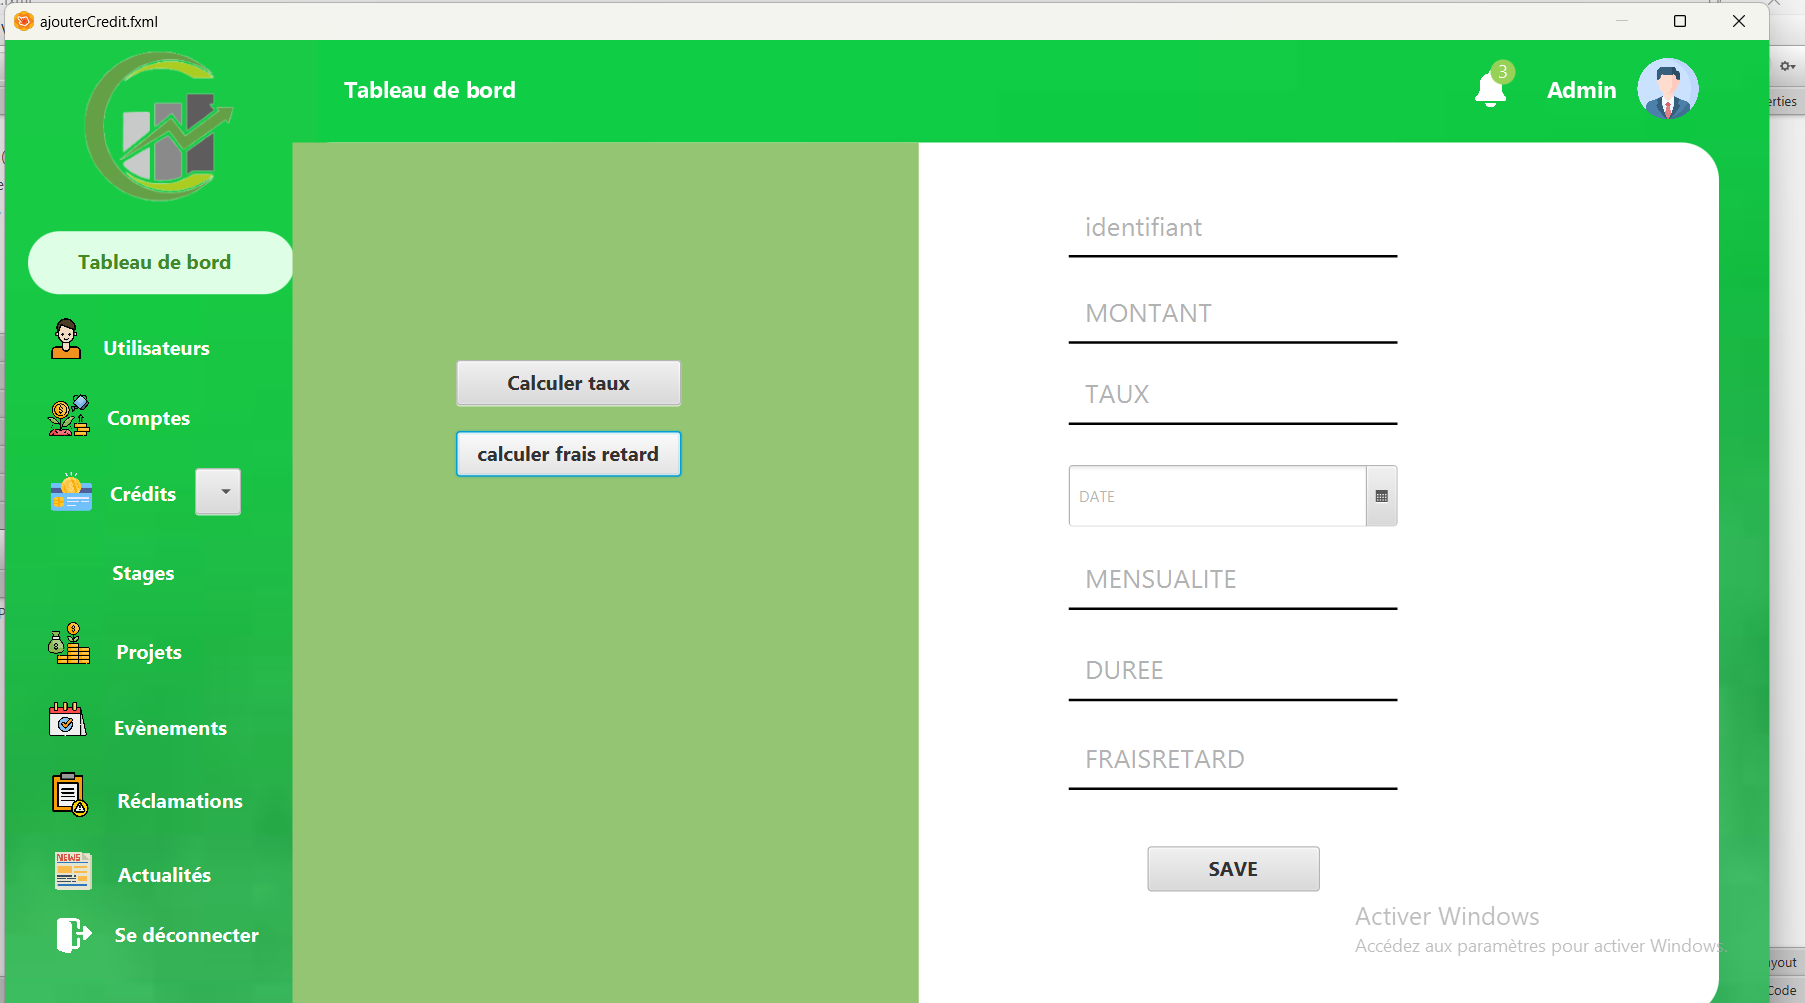 ajouterCredit.fxml
Tableau de bord
3
Admin
erties
Tableau de bord
Utilisateurs
Comptes
Crédits
Stages
Projets
Evènements
Réclamations
NEWS
Actualités
Se déconnecter
Calculer taux
calculer frais retard
identifiant
MONTANT
TAUX
DATE
MENSUALITE
DUREE
FRAISRETARD
SAVE
Activer Windows
Accédez aux paramètres pour activer Windows.
yout
Code